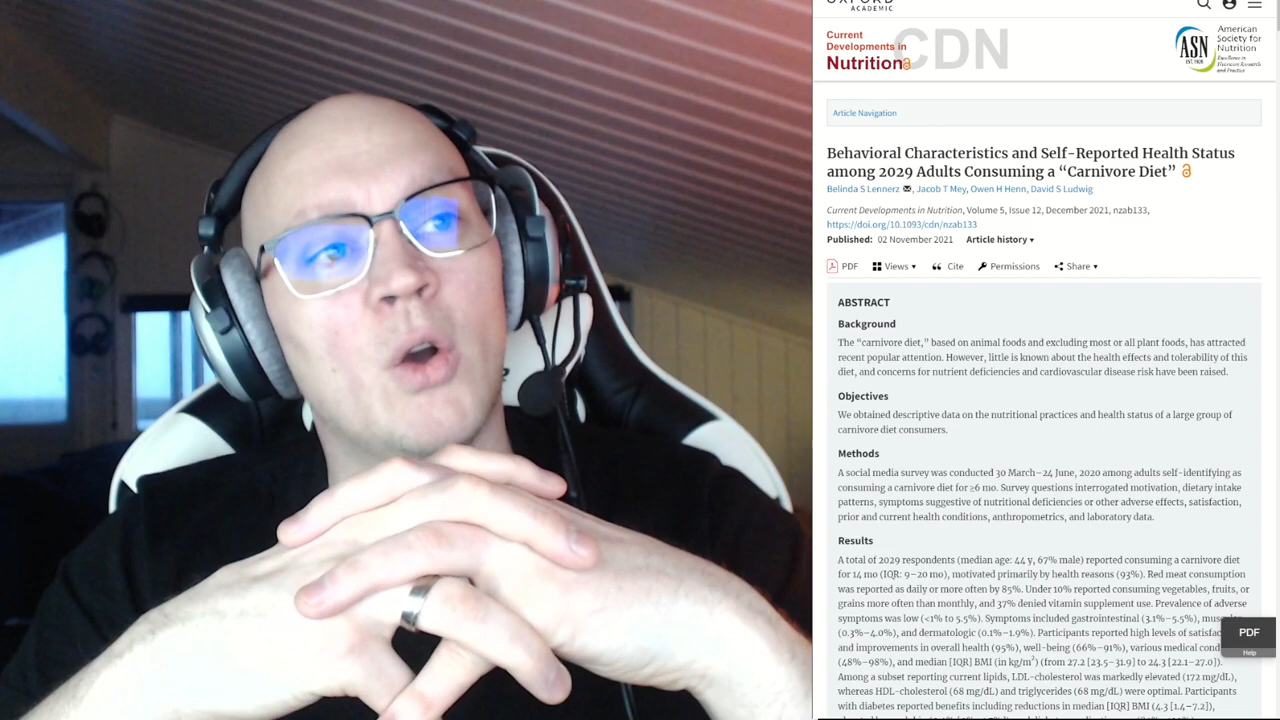 OXFORD
ACADEMIC
Current
Developments in
Nutrition
CDN
ASN
EST. 1928
American
Society for
Nutrition
Excellence in
Nutrition Research
and Practice
Article Navigation
Behavioral Characteristics and Self-Reported Health Status
among 2029 Adults Consuming a “Carnivore Diet”
Belinda S Lennerz, Jacob T Mey, Owen H Henn, David S Ludwig
Current Developments in Nutrition, Volume 5, Issue 12, December 2021, nzab133,
https://doi.org/10.1093/cdn/nzab133
Published: 02 November 2021 Article history
PDF Views Cite Permissions Share
ABSTRACT
Background
The “carnivore diet,” based on animal foods and excluding most or all plant foods, has attracted
recent popular attention. However, little is known about the health effects and tolerability of this
diet, and concerns for nutrient deficiencies and cardiovascular disease risk have been raised.
Objectives
We obtained descriptive data on the nutritional practices and health status of a large group of
carnivore diet consumers.
Methods
A social media survey was conducted 30 March–24 June, 2020 among adults self-identifying as
consuming a carnivore diet for ≥6 mo. Survey questions interrogated motivation, dietary intake
patterns, symptoms suggestive of nutritional deficiencies or other adverse effects, satisfaction,
prior and current health conditions, anthropometrics, and laboratory data.
Results
A total of 2029 respondents (median age: 44 y, 67% male) reported consuming a carnivore diet
for 14 mo (IQR: 9–20 mo), motivated primarily by health reasons (93%). Red meat consumption
was reported as daily or more often by 85%. Under 10% reported consuming vegetables, fruits, or
grains more often than monthly, and 37% denied vitamin supplement use. Prevalence of adverse
symptoms was low (<1% to 5.5%). Symptoms included gastrointestinal (3.1%–5.5%),
(0.3%–4.0%), and dermatologic (0.1%–1.9%). Participants reported high levels of
and improvements in overall health (95%), well-being (66%–91%), various medical
(48%–98%), and median [IQR] BMI (in kg/m2) (from 27.2 [23.5–31.9] to 24.3 [22.1–27.0]).
Among a subset reporting current lipids, LDL-cholesterol was markedly elevated (172 mg/dL),
whereas HDL-cholesterol (68 mg/dL) and triglycerides (68 mg/dL) were optimal. Participants
with diabetes reported benefits including reductions in median [IQR] BMI (4.3 [1.4–7.2]),
PDF
Help